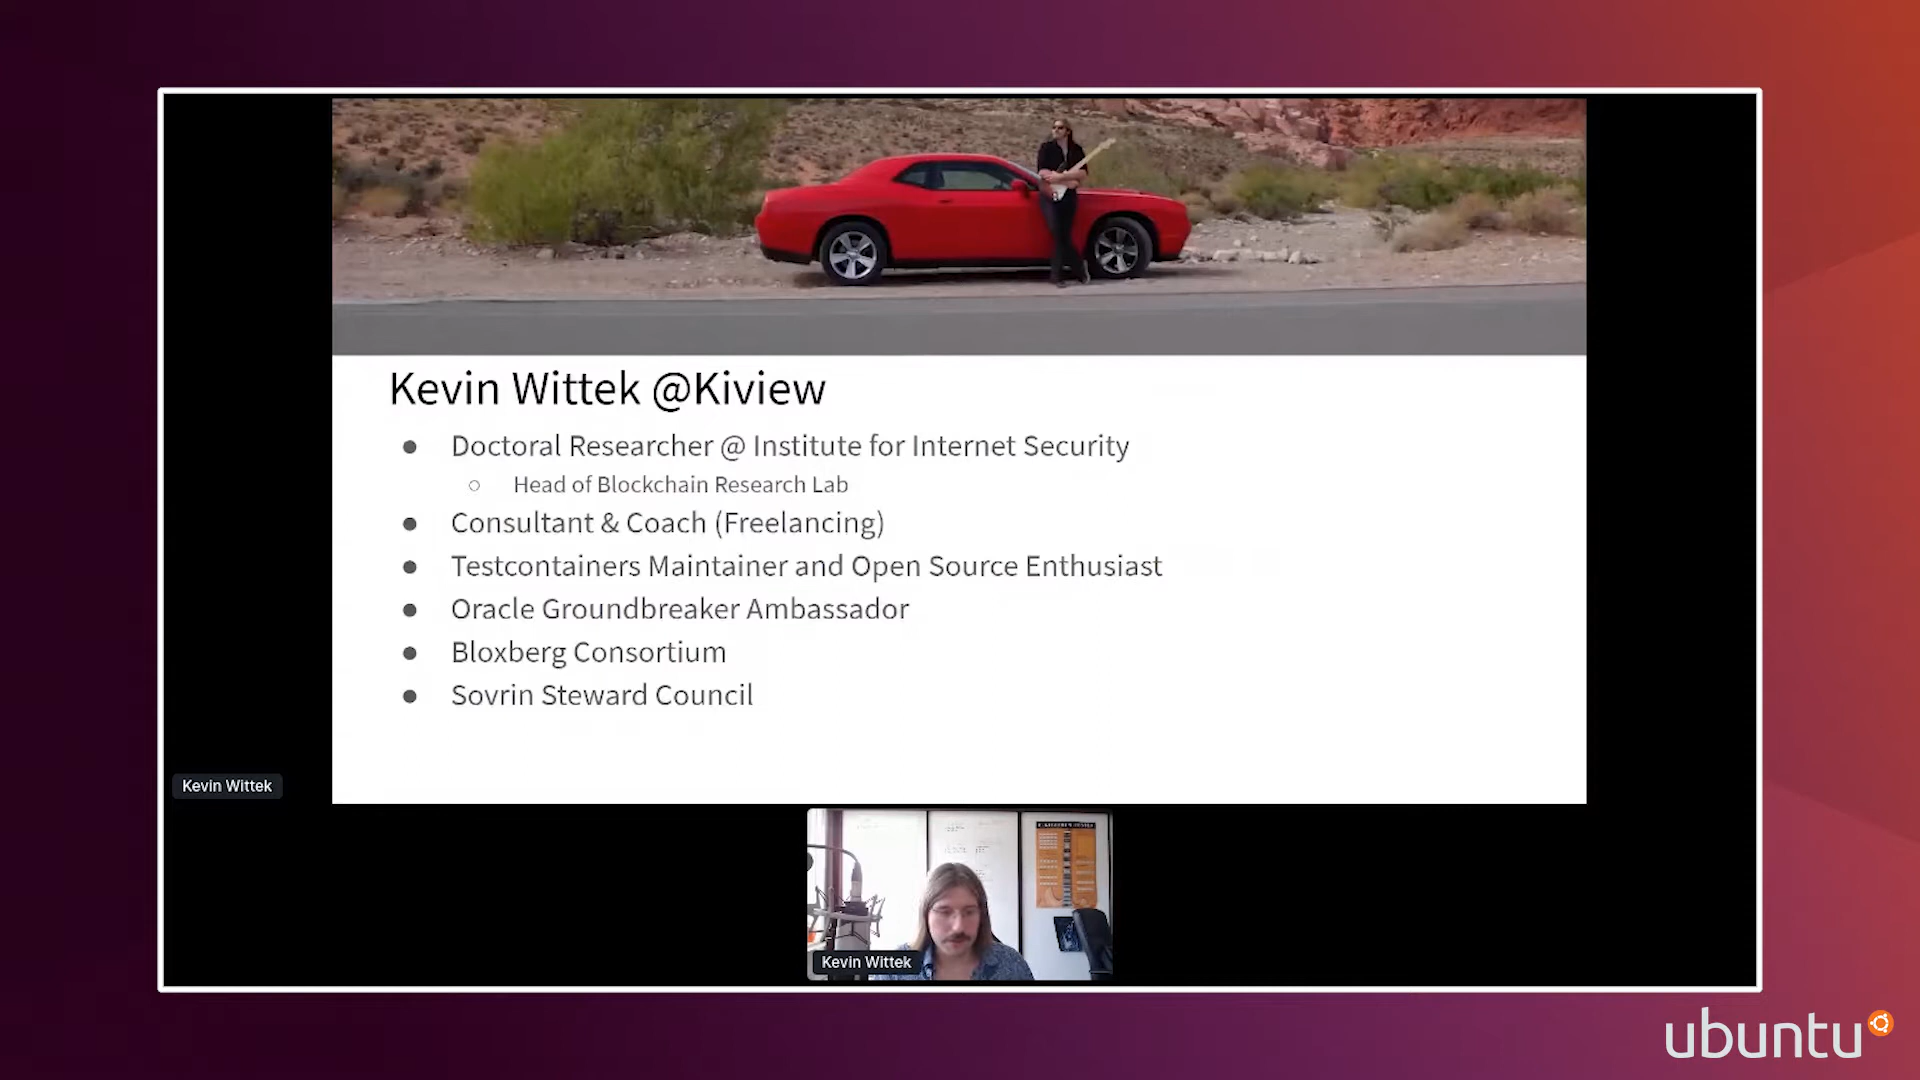 Kevin Wittek @Kiview
Doctoral Researcher @ Institute for Internet Security
Head of Blockchain Research Lab
Consultant & Coach (Freelancing)
Testcontainers Maintainer and Open Source Enthusiast
Oracle Groundbreaker Ambassador
Bloxberg Consortium
Sovrin Steward Council
Kevin Wittek
Kevin Wittek
ubuntu